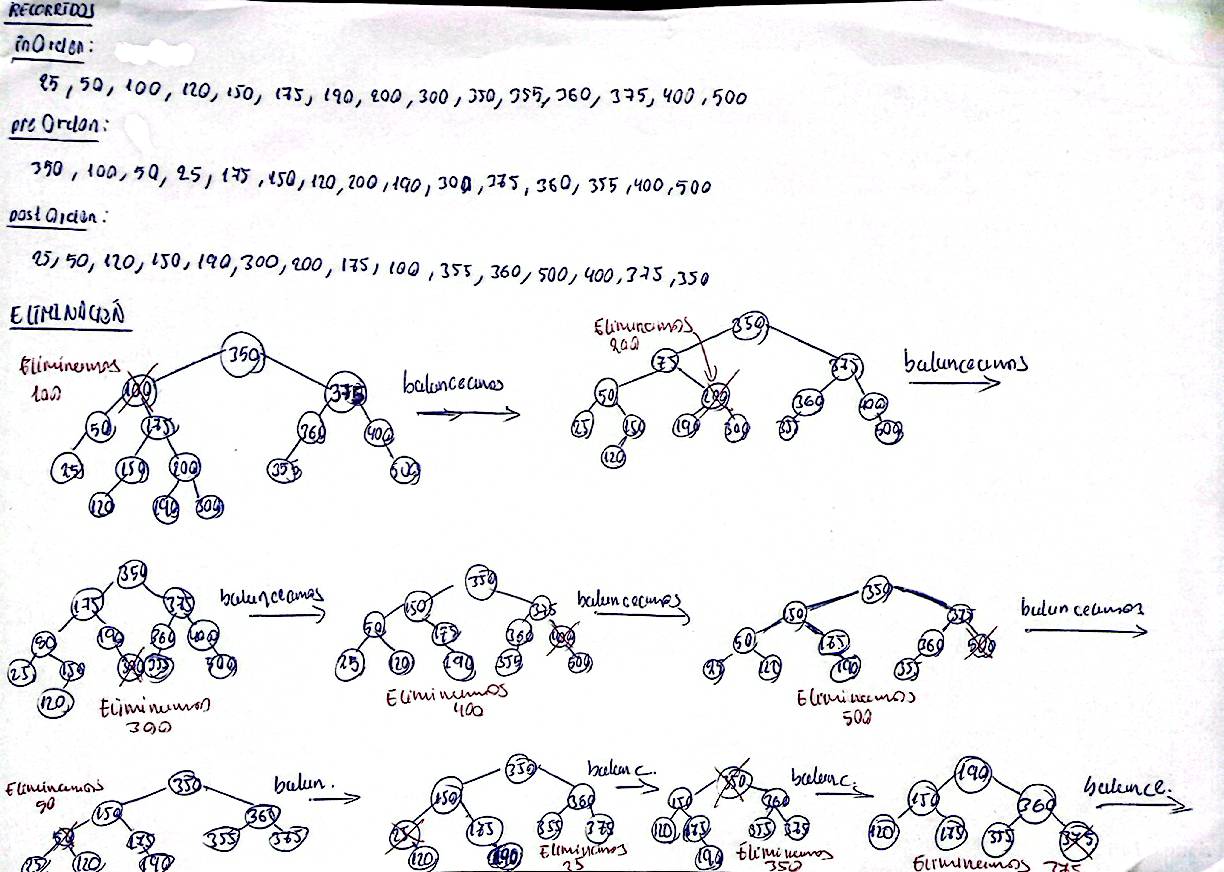 RECORRIDOS
inOrden:
25, 50, 100, 120, 150, 175, 190, 200, 300, 350, 355, 360, 375, 400, 500
preOrden:
350, 100, 50, 25, 175, 150, 120, 200, 190, 300, 375, 360, 355, 400, 500
postOrden:
25, 50, 120, 150, 190, 300, 200, 175, 100, 355, 360, 500, 400, 375, 350
ELIMINACIÓN
Eliminamos
100
350
100 375
50 175 360 400
25 150 200 355 500
120 190 300
balanceamos
Eliminamos
200
350
75 375
50 200 360 400
25 150 190 300 355 500
120
balanceamos
350
175 375
50 190 360 400
25 150 300 355 500
120
Eliminamos
300
balanceamos
350
150 375
50 175 360 400
25 120 190 355 500
Eliminamos
400
balanceamos
350
150 375
50 175 360 500
25 120 190 355
Eliminamos
500
balanceamos
Eliminamos
50
350
150 360
50 175 355 375
25 120 190
balan.
350
150 360
25 175 355 375
120 190
Eliminamos
25
balanc.
350
150 360
120 175 355 375
190
Eliminamos
350
balanc.
190
150 360
120 175 355 375
Eliminamos 375
balance.